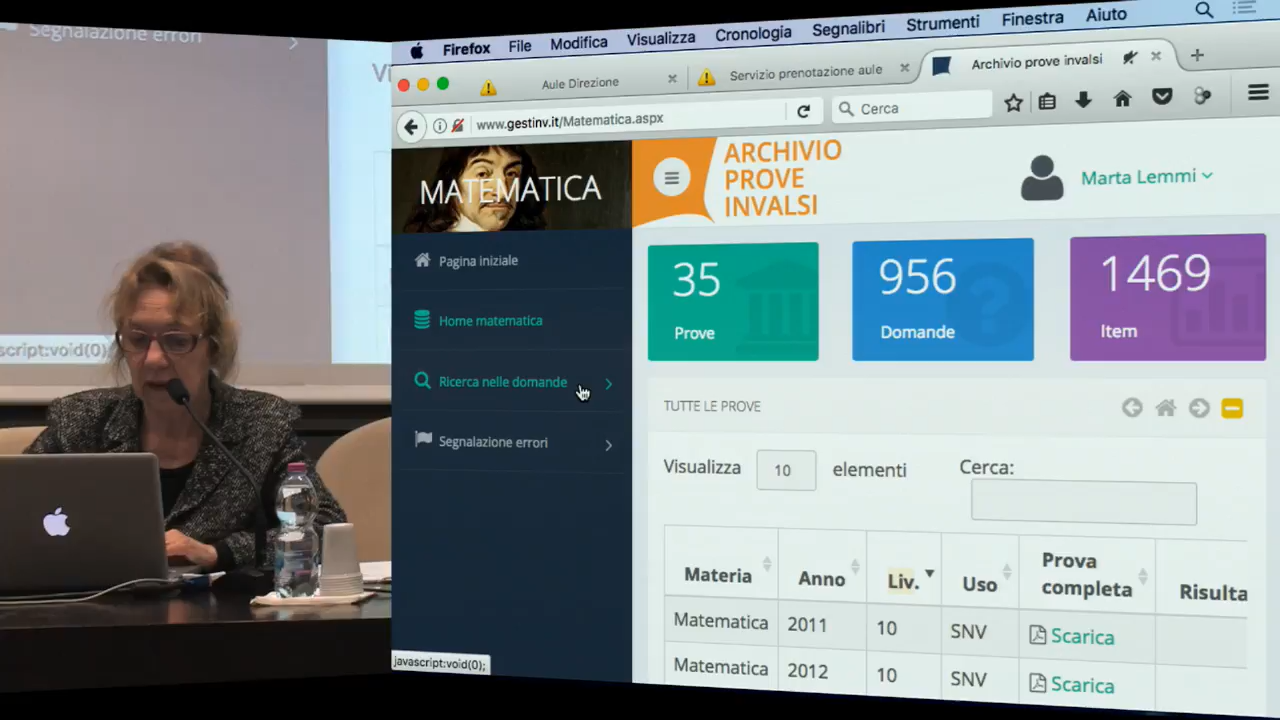 Segnalazione errori
script:void(0)
Firefox File Modifica Visualizza Cronologia Segnalibri Strumenti Finestra Aiuto
Aule Direzione
Servizio prenotazione aule
Archivio prove invalsi
www.gestinv.it/Matematica.aspx
Cerca
MATEMATICA
ARCHIVIO
PROVE
INVALSI
Marta Lemmi
Pagina iniziale
Home matematica
Ricerca nelle domande
Segnalazione errori
35
Prove
956
Domande
1469
Item
TUTTE LE PROVE
Visualizza 10 elementi
Cerca:
Materia Anno Liv. Uso Prova completa Risulta
Matematica 2011 10 SNV Scarica
Matematica 2012 10 SNV Scarica
javascript:void(0);